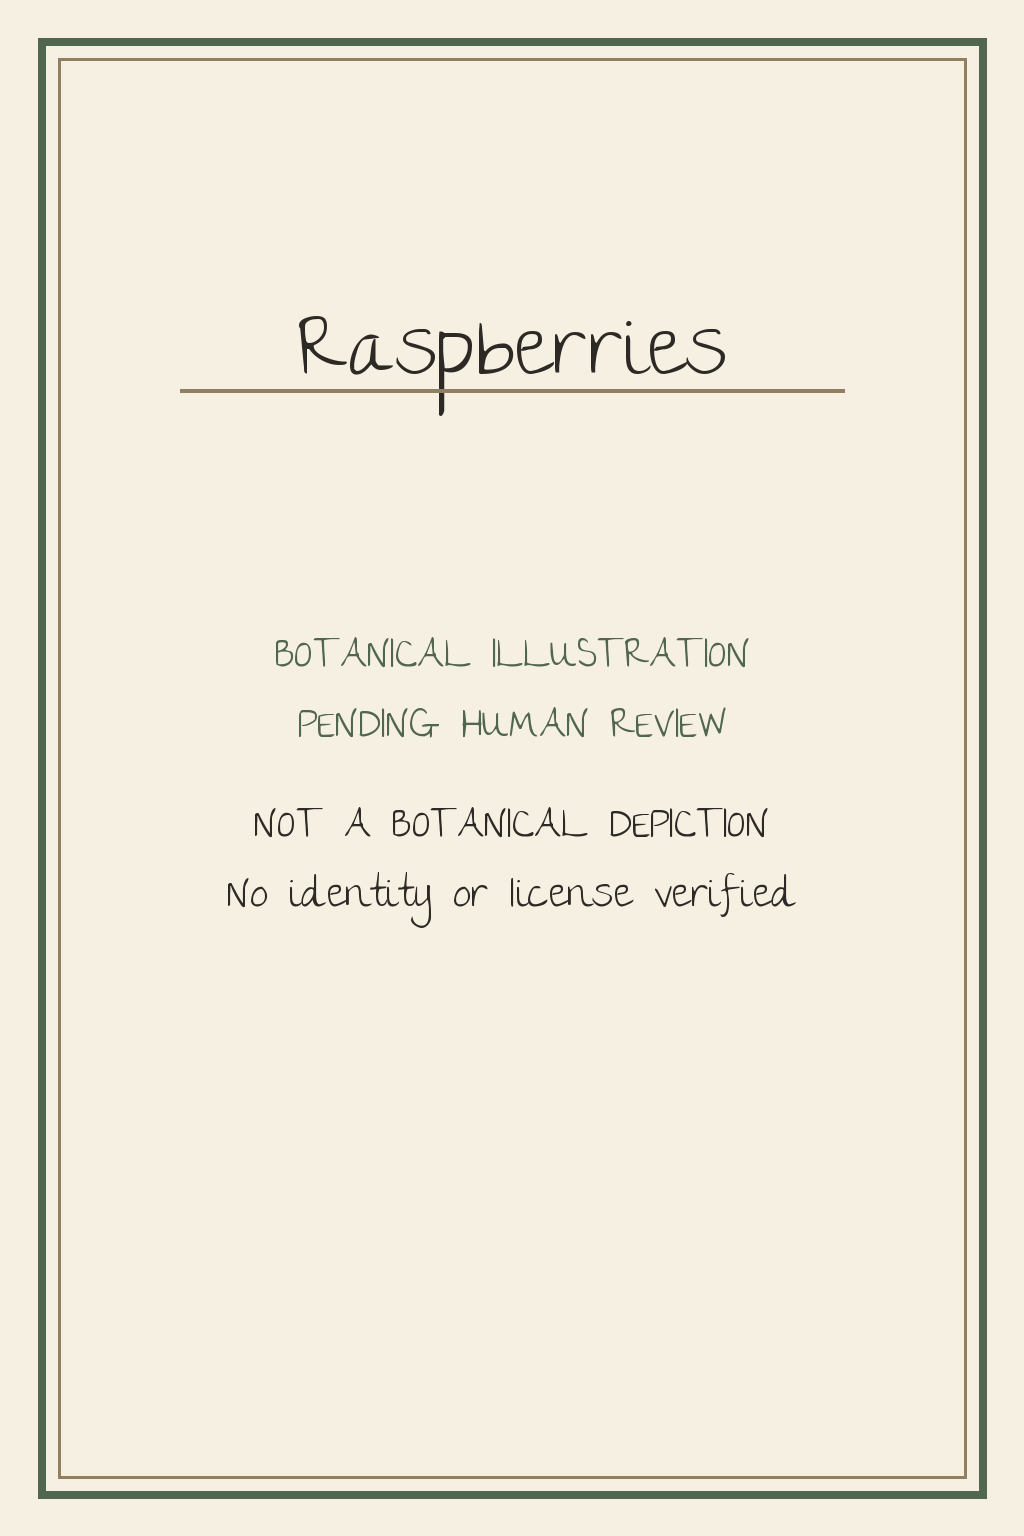 Raspberries
BOTANICAL ILLUSTRATION
PENDING HUMAN REVIEW
NOT A BOTANICAL DEPICTION
No identity or license verified